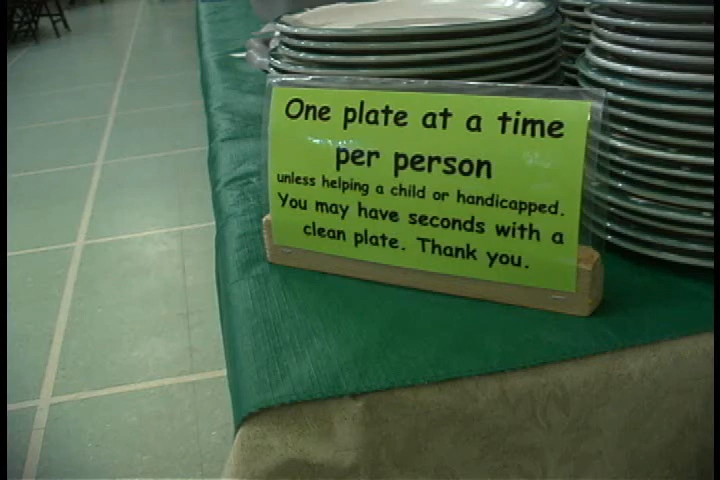 One plate at a time
per person
unless helping a child or handicapped.
You may have seconds with a
clean plate. Thank you.